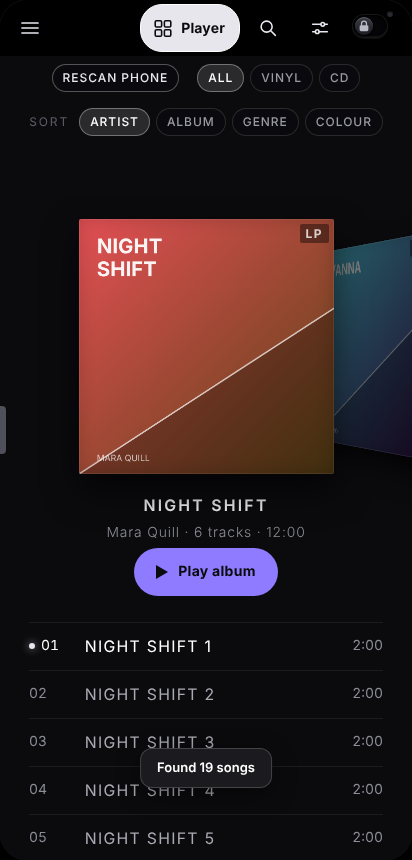 Player
RESCAN PHONE ALL VINYL CD
SORT ARTIST ALBUM GENRE COLOUR
LP
NIGHT
SHIFT
MARA QUILL
NIGHT SHIFT
Mara Quill · 6 tracks · 12:00
Play album
01 NIGHT SHIFT 1 2:00
02 NIGHT SHIFT 2 2:00
03 NIGHT SHIFT 3 2:00
Found 19 songs
04 NIGHT SHIFT 4 2:00
05 NIGHT SHIFT 5 2:00